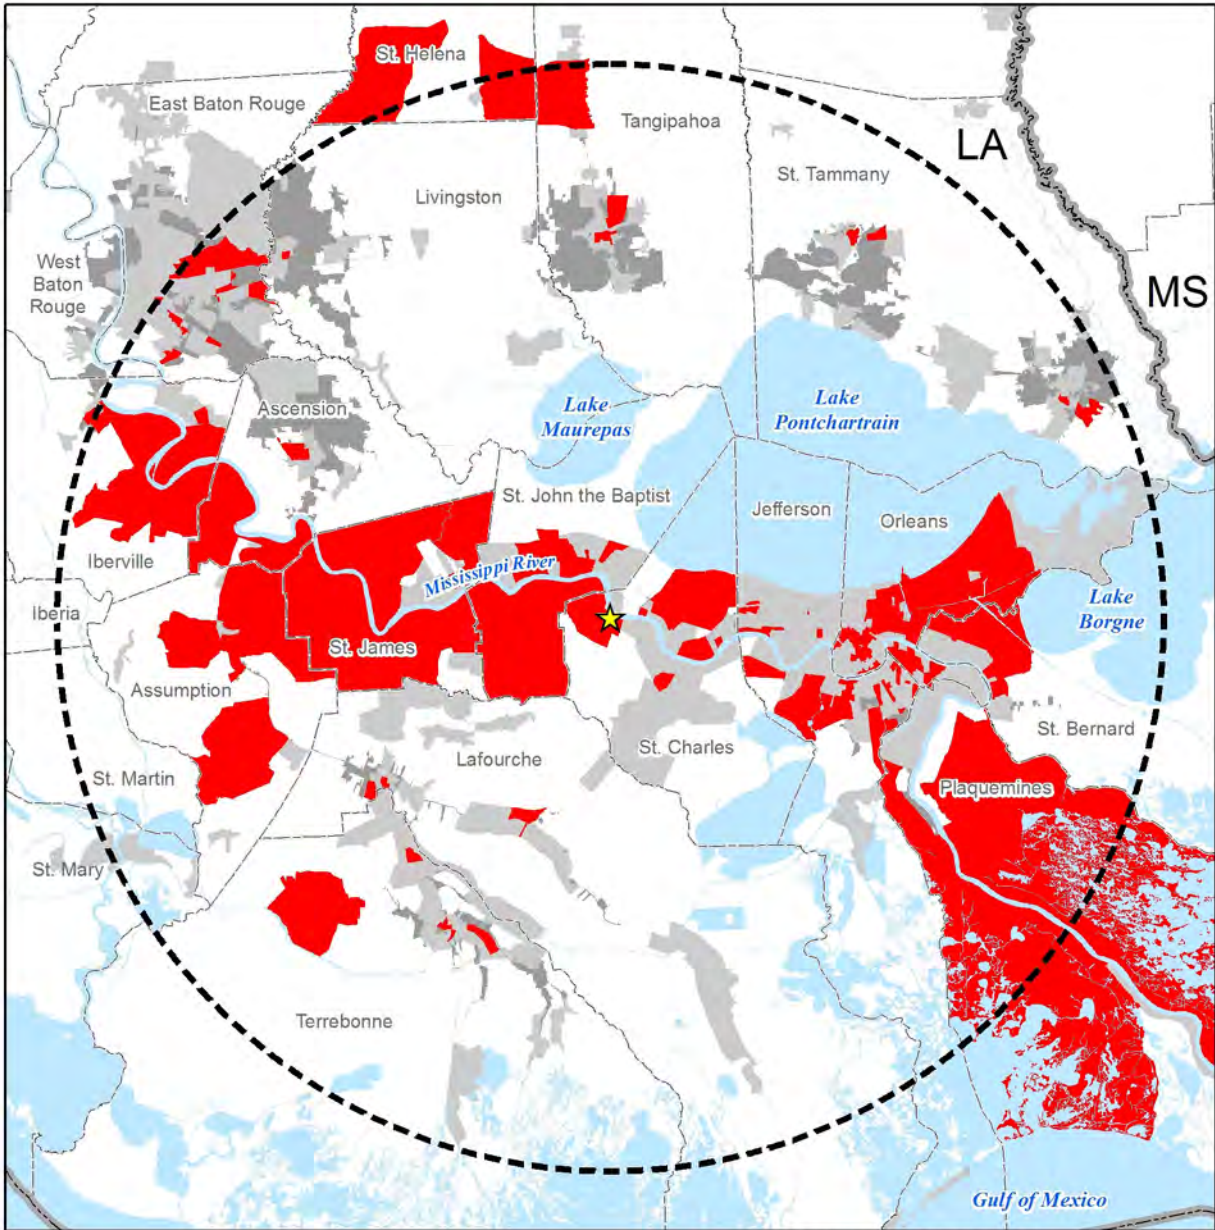 St. Helena
East Baton Rouge
Tangipahoa
LA
St. Tammany
Livingston
West
Baton
Rouge
MS
Ascension
Lake
Maurepas
Lake
Pontchartrain
St. John the Baptist
Jefferson
Orleans
Iberville
Mississippi River
Iberia
Lake
Borgne
St. James
Assumption
St. Bernard
St. Charles
Lafourche
St. Martin
Plaquemines
St. Mary
Terrebonne
Gulf of Mexico